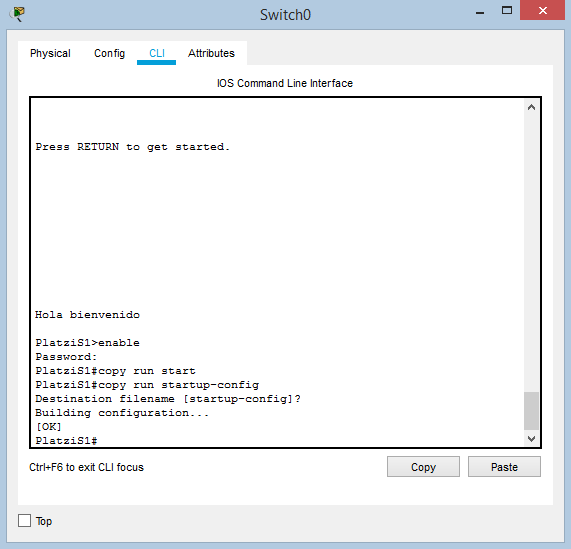 Switch0
Physical Config CLI Attributes
IOS Command Line Interface
Press RETURN to get started.
Hola bienvenido
PlatziS1>enable
Password:
PlatziS1#copy run start
PlatziS1#copy run startup-config
Destination filename [startup-config]?
Building configuration...
[OK]
PlatziS1#
Ctrl+F6 to exit CLI focus
Copy Paste
Top